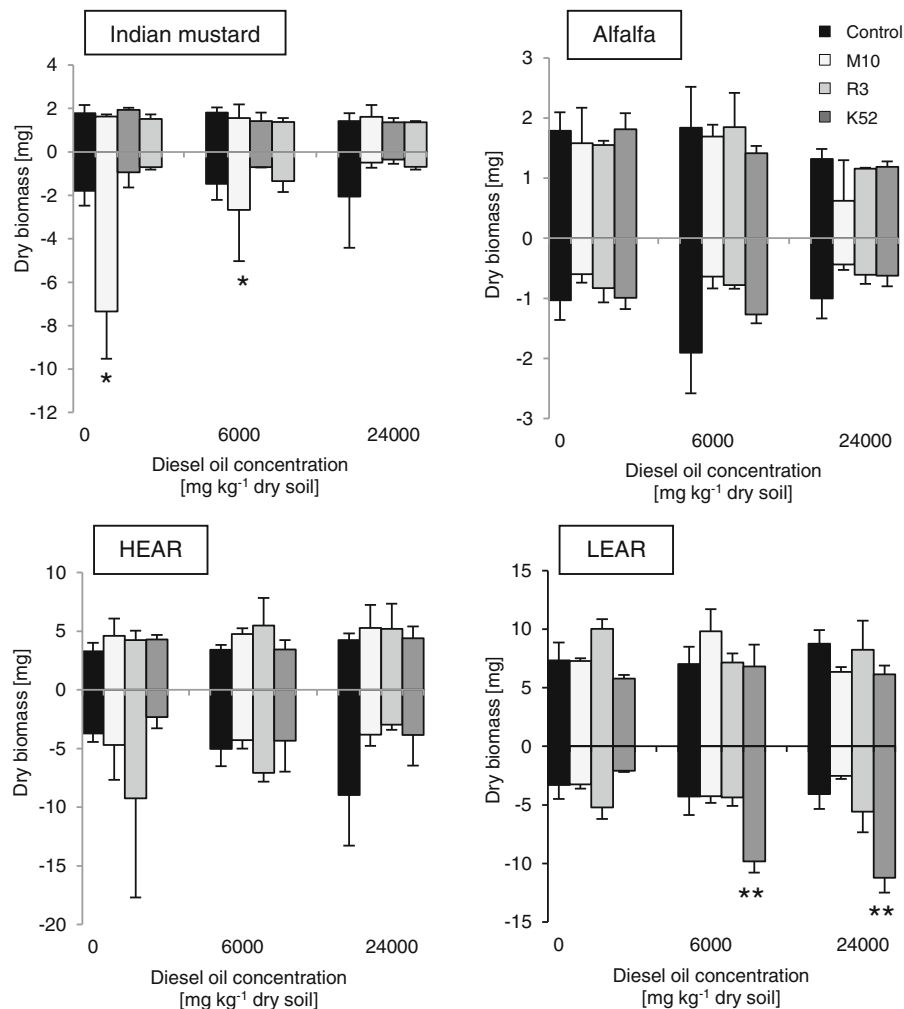 Indian mustard
4
2
0
-2
-4
-6
-8
-10
-12
Dry biomass [mg]
*
*
0 6000 24000
Diesel oil concentration
[mg kg⁻¹ dry soil]
Alfalfa
Control
M10
R3
K52
3
2
1
0
-1
-2
-3
Dry biomass [mg]
0 6000 24000
Diesel oil concentration
[mg kg⁻¹ dry soil]
HEAR
10
5
0
-5
-10
-15
-20
Dry biomass [mg]
0 6000 24000
Diesel oil concentration
[mg kg⁻¹ dry soil]
LEAR
15
10
5
0
-5
-10
-15
Dry biomass [mg]
**
**
0 6000 24000
Diesel oil concentration
[mg kg⁻¹ dry soil]